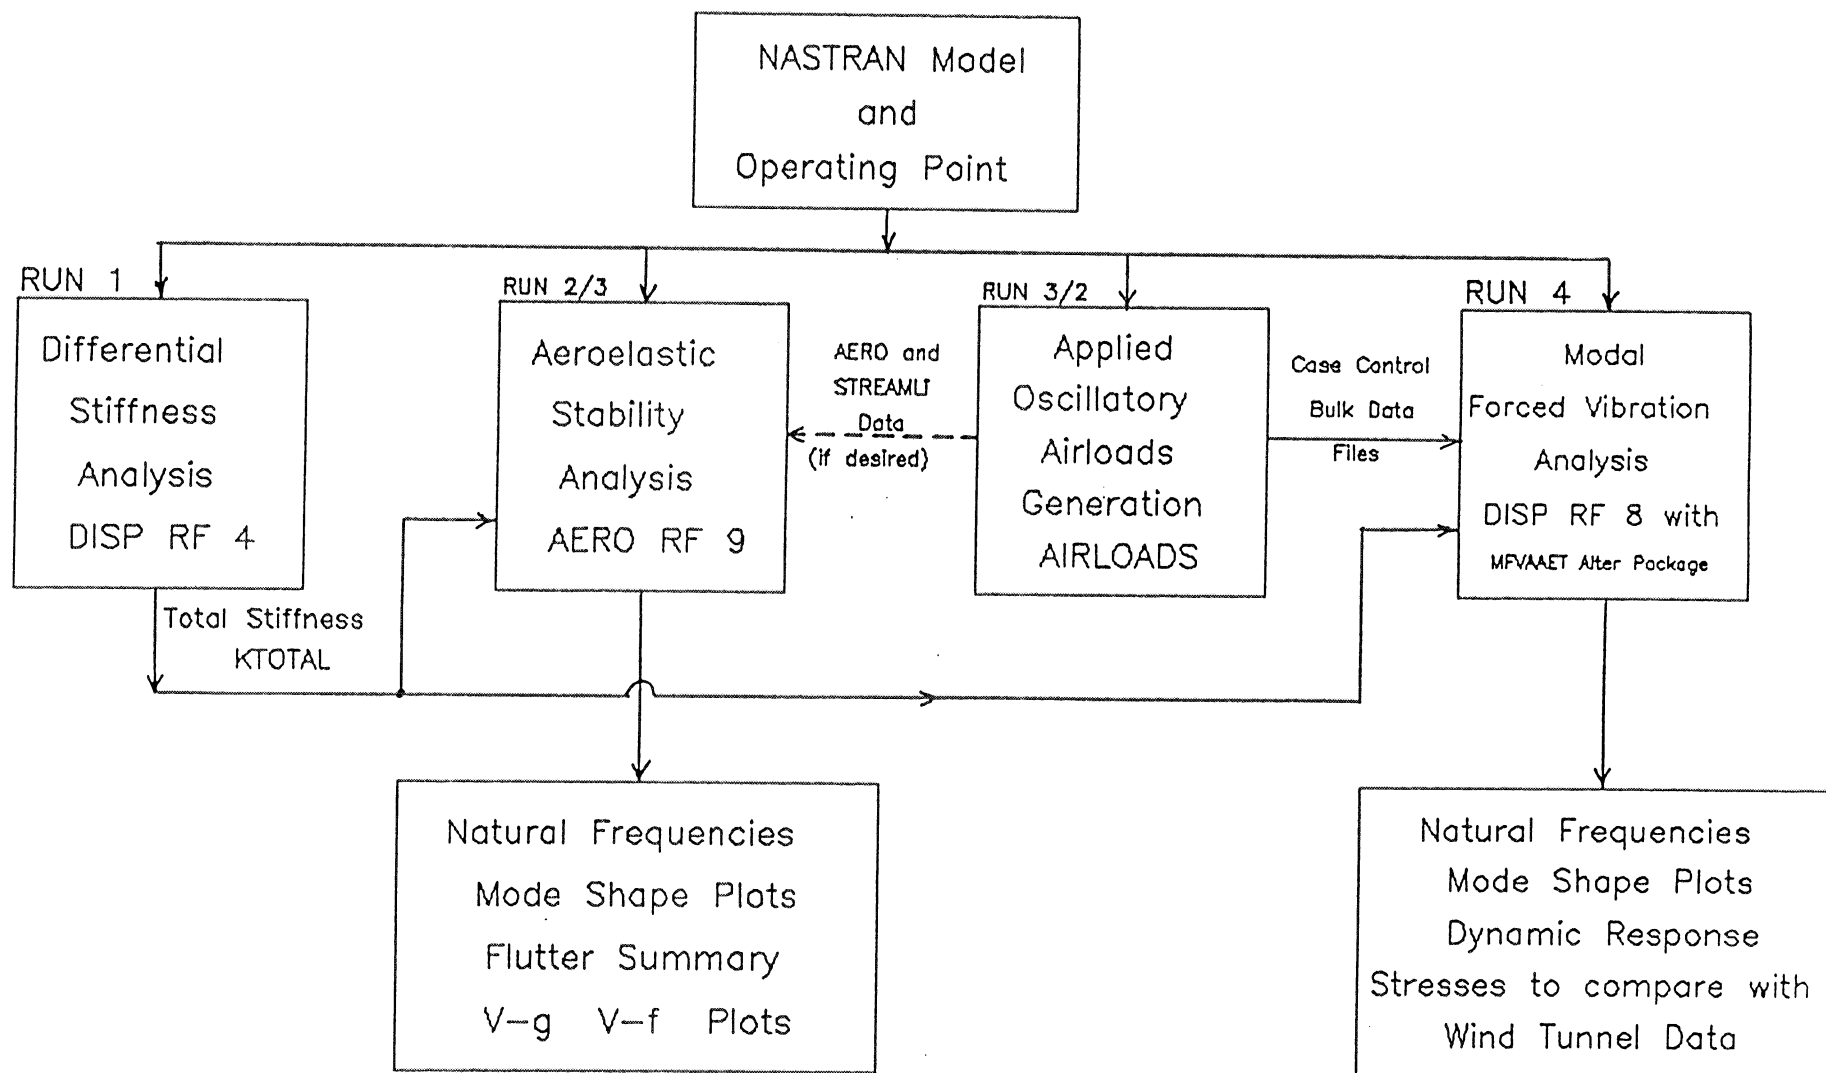 NASTRAN Model
and
Operating Point
RUN 1
Differential
Stiffness
Analysis
DISP RF 4
RUN 2/3
Aeroelastic
Stability
Analysis
AERO RF 9
AERO and
STREAML1
Data
(if desired)
RUN 3/2
Applied
Oscillatory
Airloads
Generation
AIRLOADS
Case Control
Bulk Data
Files
RUN 4
Modal
Forced Vibration
Analysis
DISP RF 8 with
MFVAAET Alter Package
Total Stiffness
KTOTAL
Natural Frequencies
Mode Shape Plots
Flutter Summary
V-g V-f Plots
Natural Frequencies
Mode Shape Plots
Dynamic Response
Stresses to compare with
Wind Tunnel Data